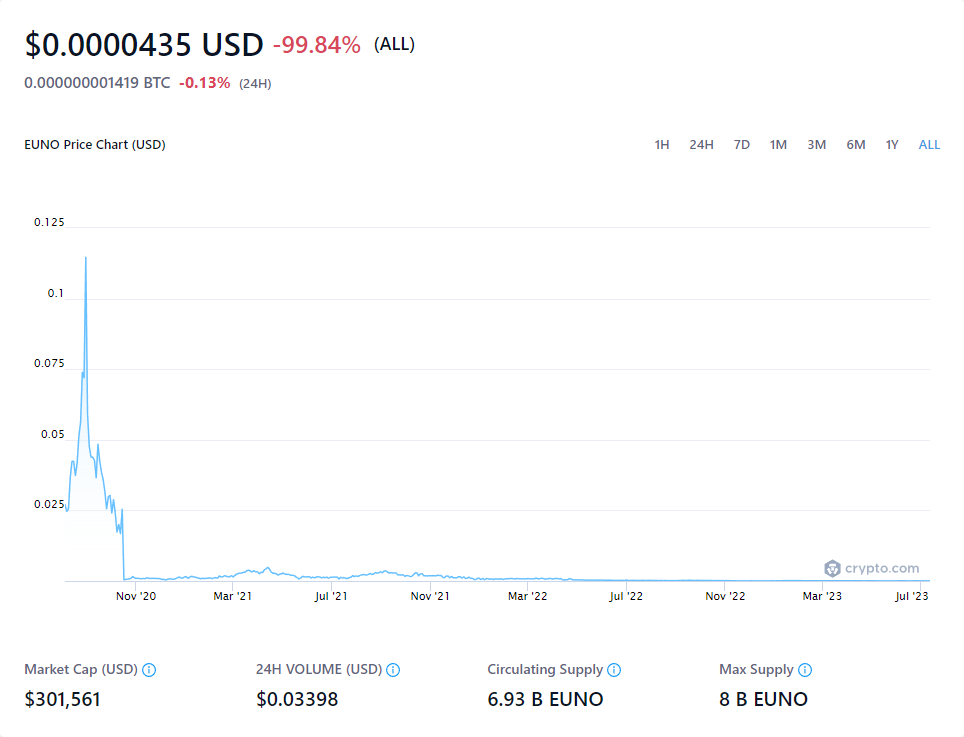 $0.0000435 USD -99.84% (ALL)
0.000000001419 BTC -0.13% (24H)
EUNO Price Chart (USD) 1H 24H 7D 1M 3M 6M 1Y ALL
0.125
0.1
0.075
0.05
0.025
crypto.com
Nov '20 Mar '21 Jul '21 Nov '21 Mar '22 Jul '22 Nov '22 Mar '23 Jul '23
Market Cap (USD) 24H VOLUME (USD) Circulating Supply Max Supply
$301,561 $0.03398 6.93 B EUNO 8 B EUNO